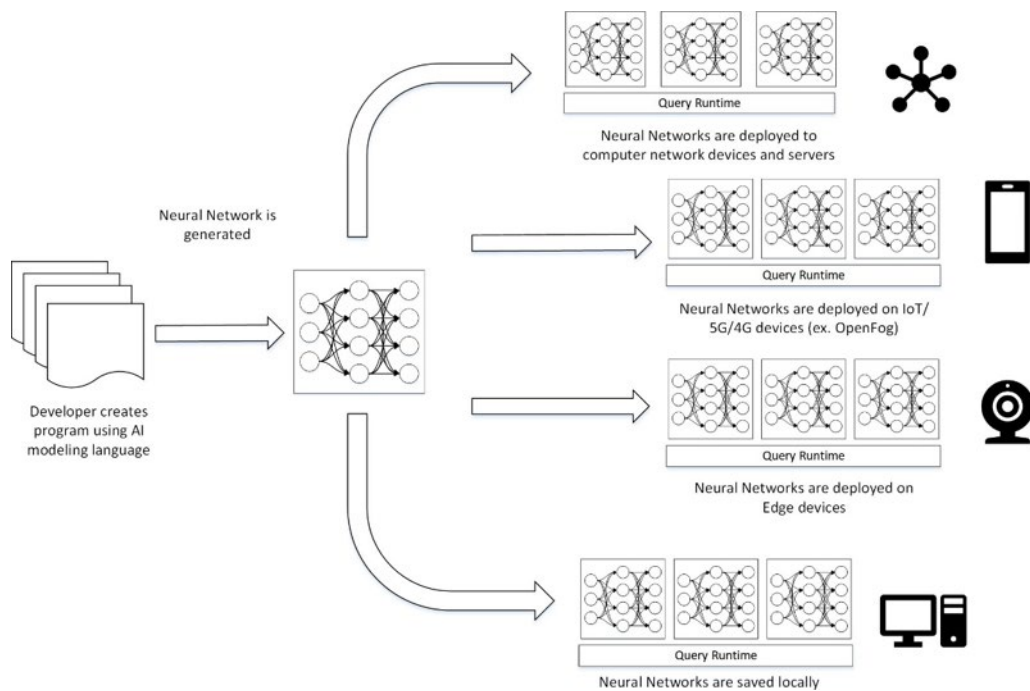 Query Runtime
Neural Networks are deployed to
computer network devices and servers
Neural Network is
generated
Query Runtime
Neural Networks are deployed on IoT/
5G/4G devices (ex. OpenFog)
Developer creates
program using AI
modeling language
Query Runtime
Neural Networks are deployed on
Edge devices
Query Runtime
Neural Networks are saved locally